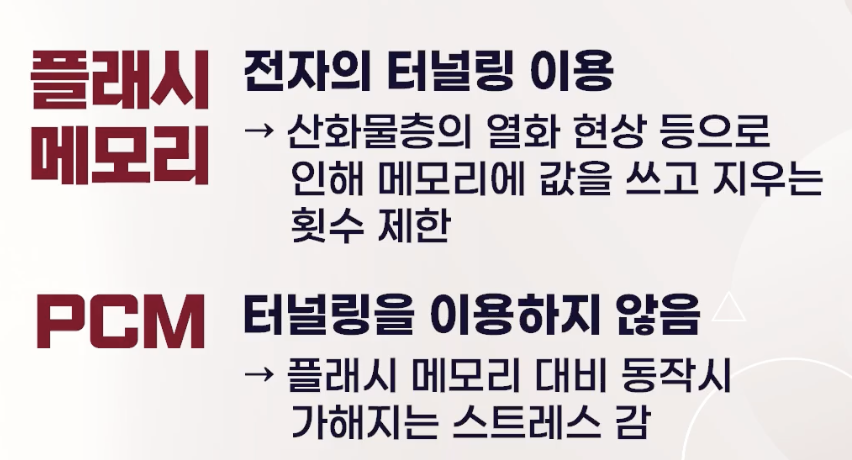 플래시
메모리
전자의 터널링 이용
→ 산화물층의 열화 현상 등으로
인해 메모리에 값을 쓰고 지우는
횟수 제한
PCM
터널링을 이용하지 않음
→ 플래시 메모리 대비 동작시
가해지는 스트레스 감